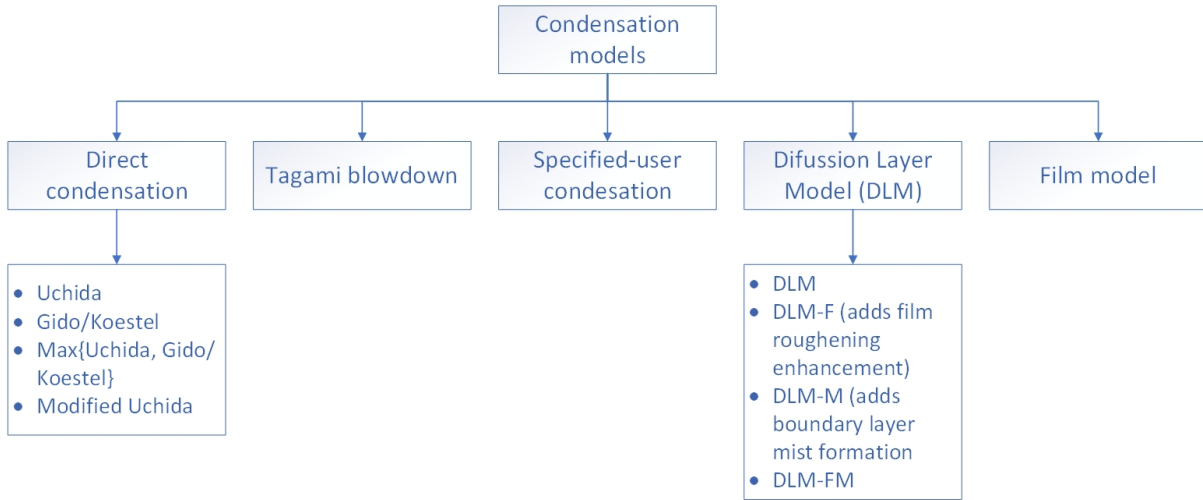 Condensation
models
Direct
condensation
Tagami blowdown
Specified-user
condesation
Difussion Layer
Model (DLM)
Film model
• Uchida
• Gido/Koestel
• Max{Uchida, Gido/
Koestel}
• Modified Uchida
• DLM
• DLM-F (adds film
roughening
enhancement)
• DLM-M (adds
boundary layer
mist formation
• DLM-FM